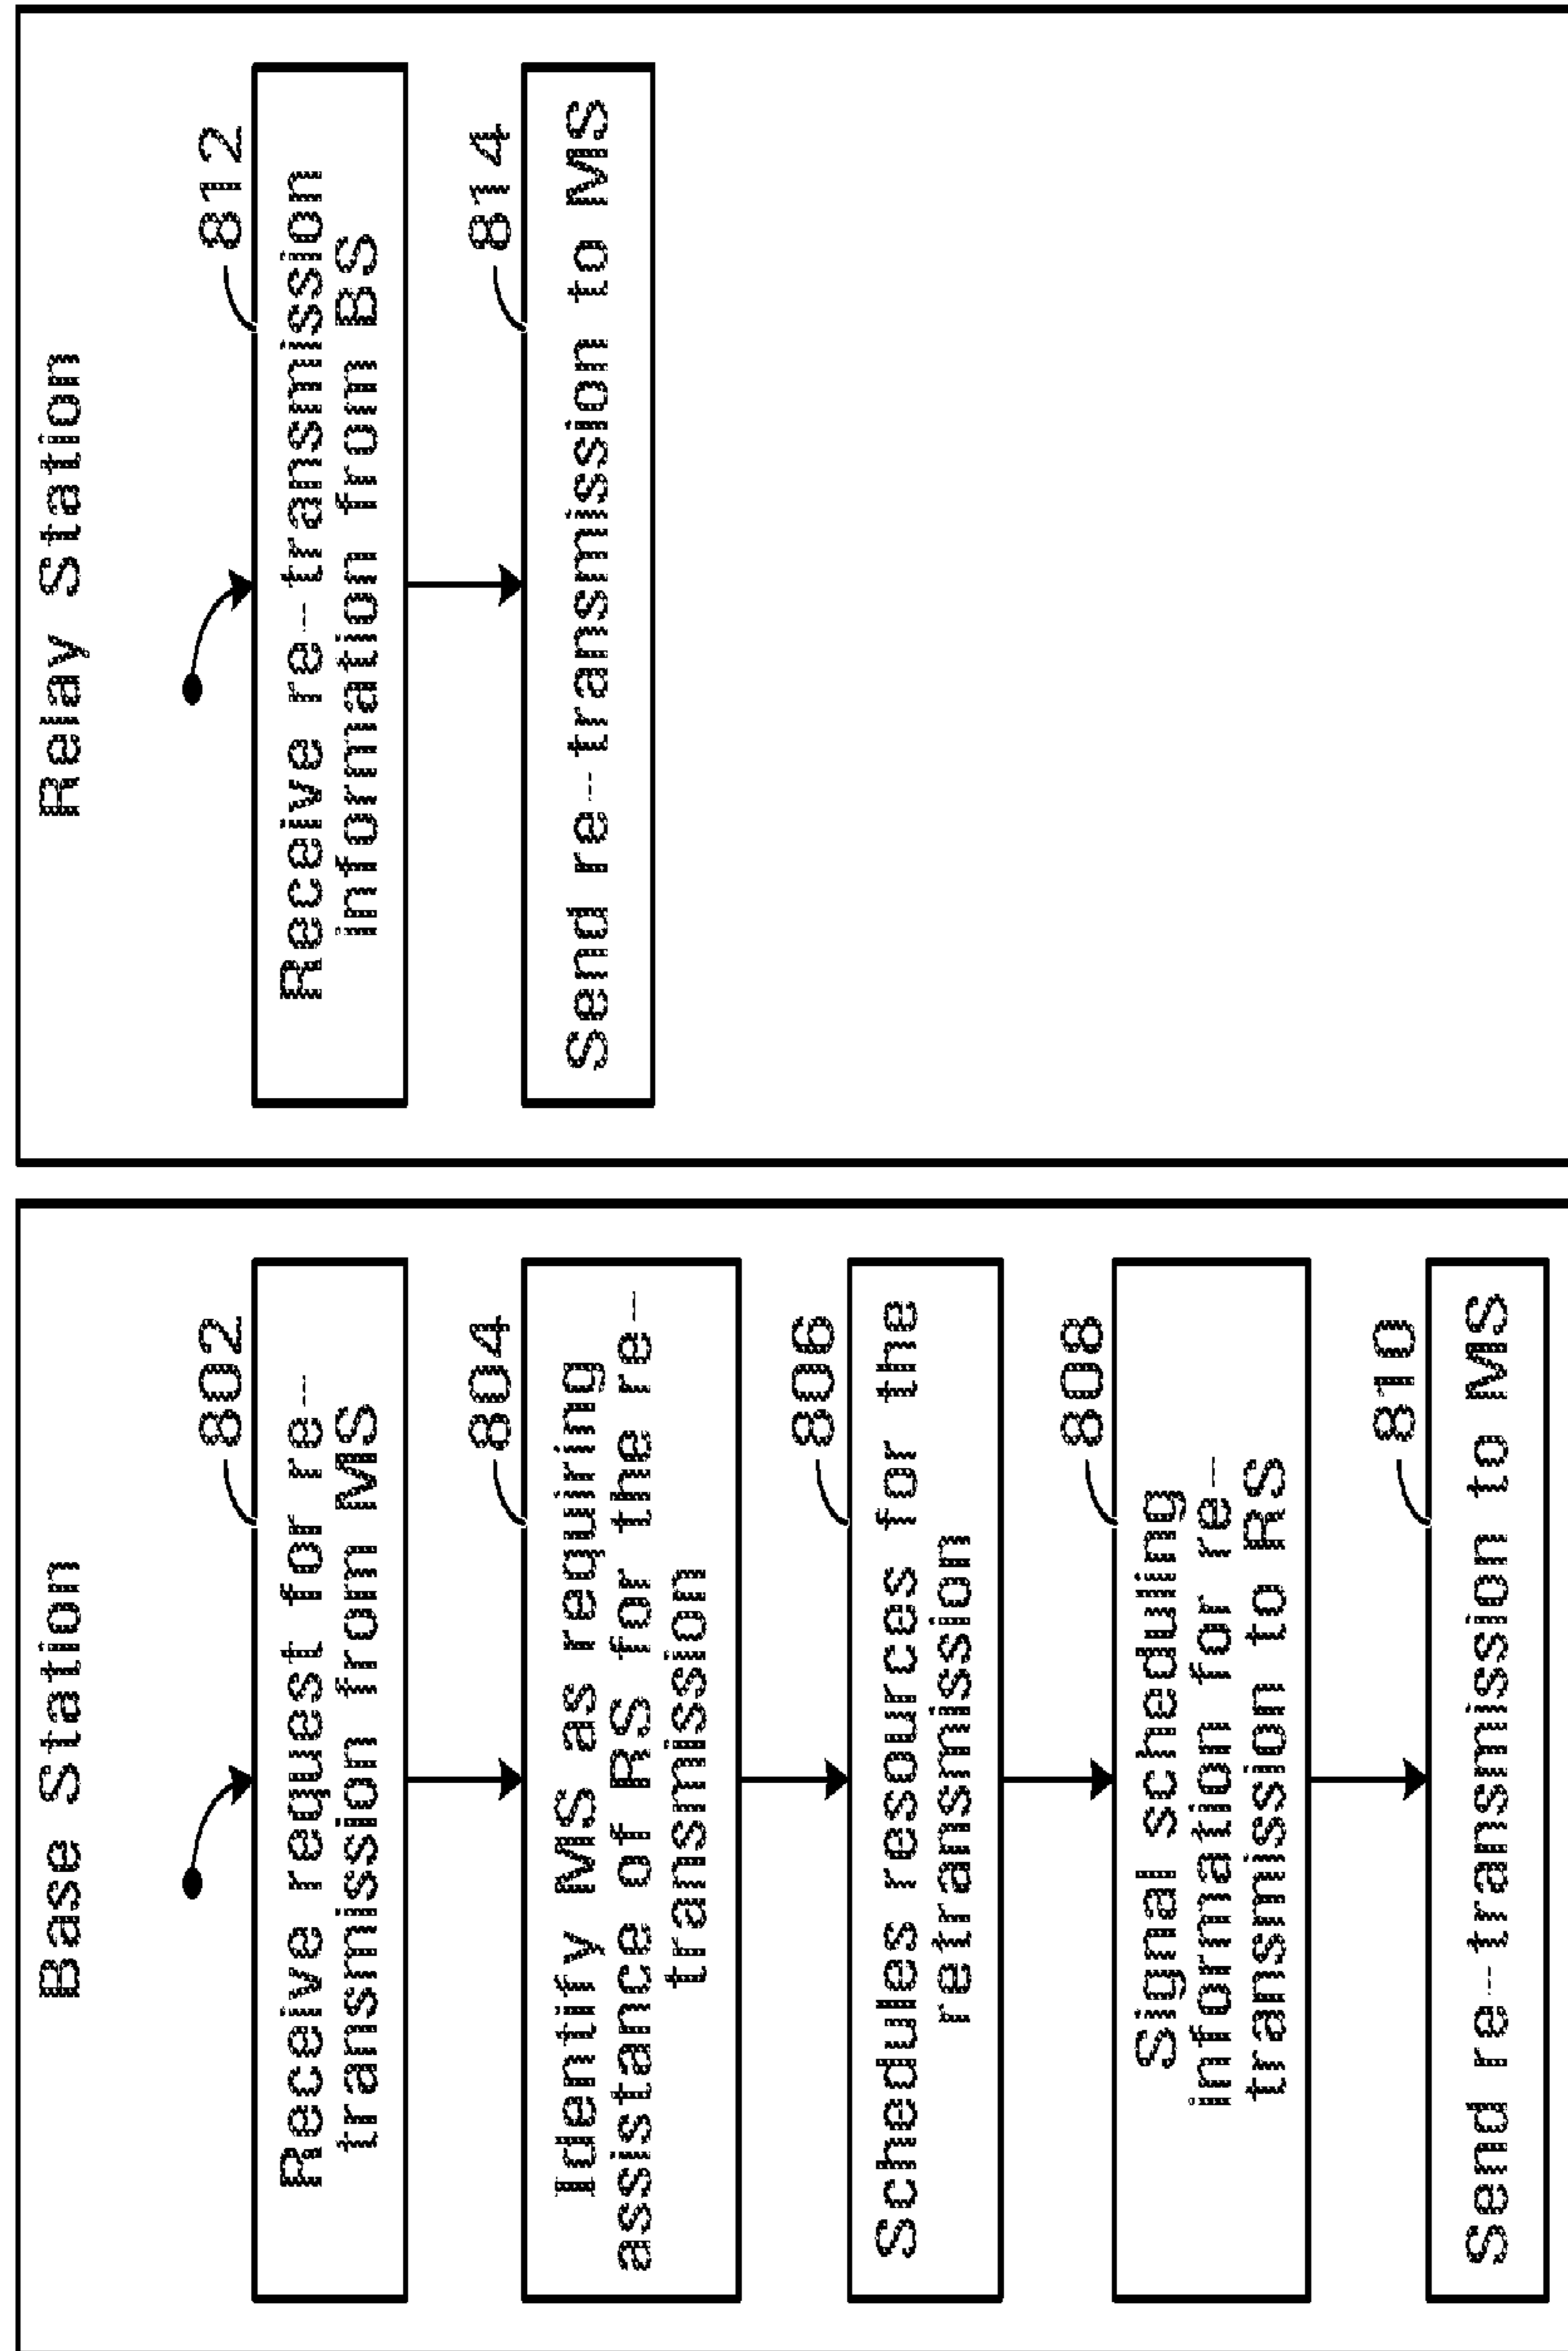 Base Station
802
Receive request for re-
transmission from MS
804
Identify MS as requiring
assistance of RS for the re-
transmission
806
Schedules resources for the
retransmission
808
Signal scheduling
information for re-
transmission to RS
810
Send re-transmission to MS
Relay Station
812
Receive re-transmission
information from BS
814
Send re-transmission to MS